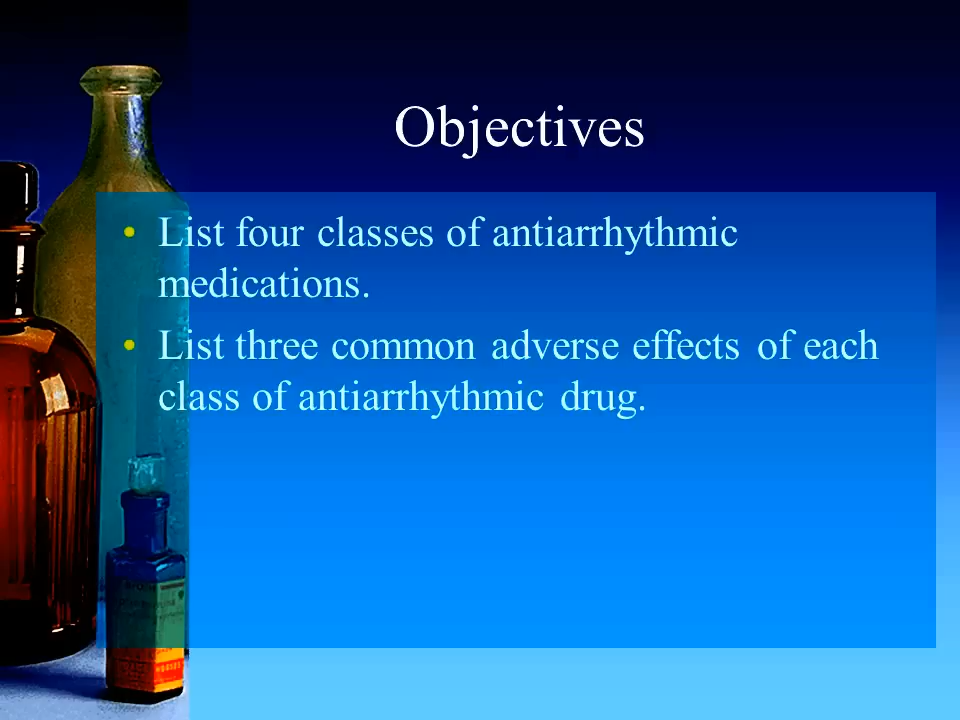 Objectives
• List four classes of antiarrhythmic
medications.
• List three common adverse effects of each
class of antiarrhythmic drug.